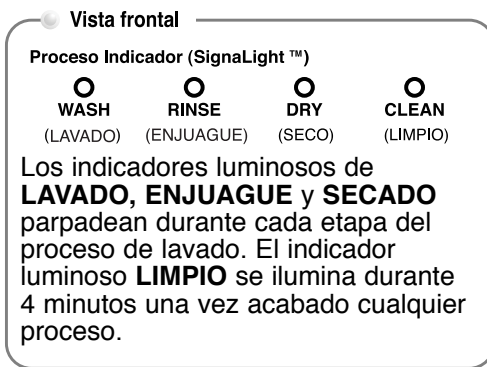 Vista frontal
Proceso Indicador (SignaLight ™)
WASH RINSE DRY CLEAN
(LAVADO) (ENJUAGUE) (SECO) (LIMPIO)
Los indicadores luminosos de
LAVADO, ENJUAGUE y SECADO
parpadean durante cada etapa del
proceso de lavado. El indicador
luminoso LIMPIO se ilumina durante
4 minutos una vez acabado cualquier
proceso.